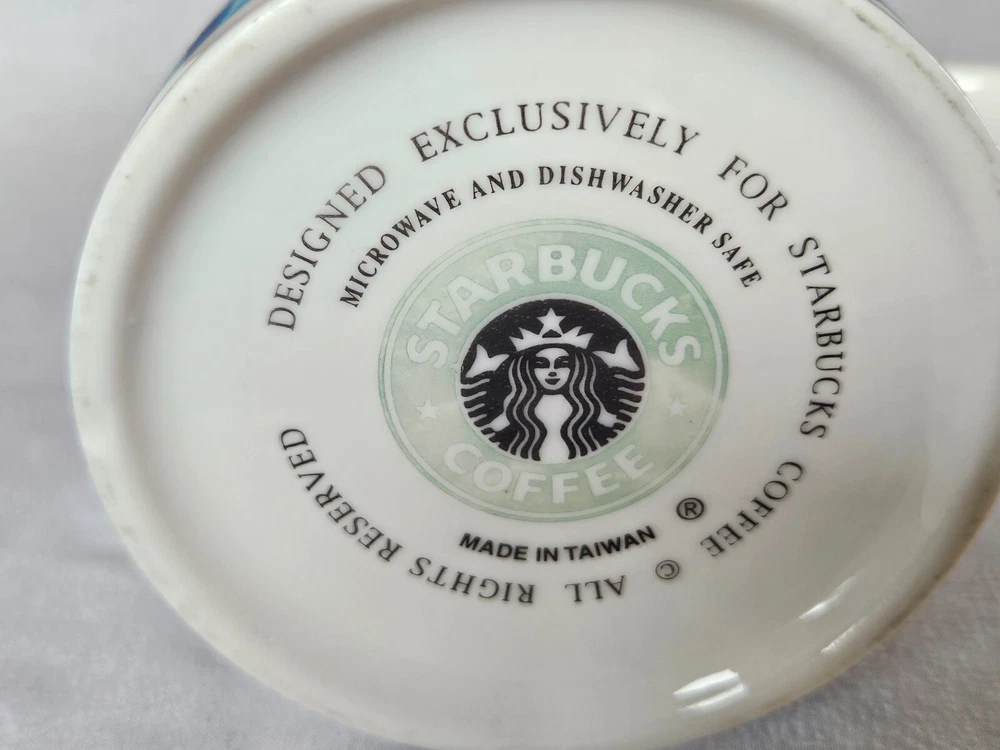 DESIGNED EXCLUSIVELY FOR STARBUCKS COFFEE © ALL RIGHTS RESERVED
MICROWAVE AND DISHWASHER SAFE
STARBUCKS
COFFEE
®
MADE IN TAIWAN